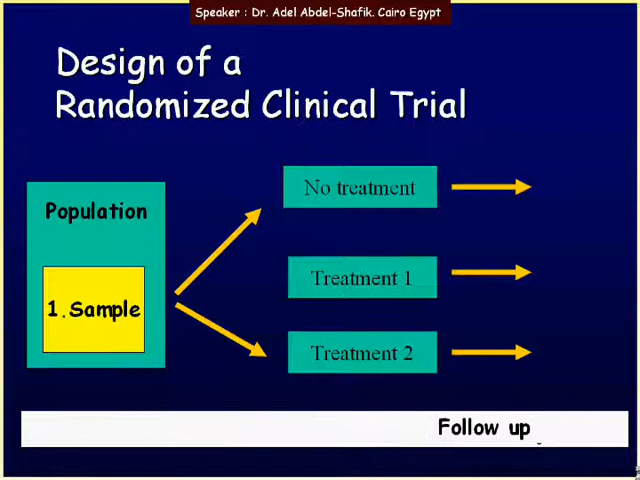 Speaker : Dr. Adel Abdel-Shafik. Cairo Egypt
Design of a
Randomized Clinical Trial
Population
1.Sample
No treatment
Treatment 1
Treatment 2
Follow up